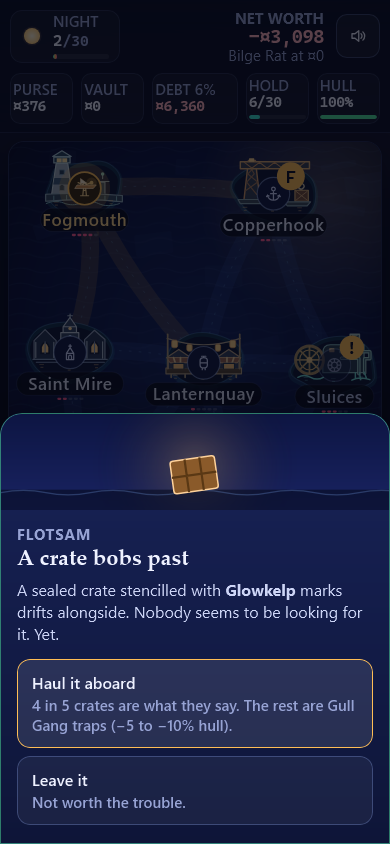 NIGHT
2/30
NET WORTH
−¤3,098
Bilge Rat at ¤0
PURSE
¤376
VAULT
¤0
DEBT 6%
¤6,360
HOLD
6/30
HULL
100%
F
Fogmouth
Copperhook
!
Saint Mire
Lanternquay
Sluices
FLOTSAM
A crate bobs past
A sealed crate stencilled with Glowkelp marks
drifts alongside. Nobody seems to be looking for
it. Yet.
Haul it aboard
4 in 5 crates are what they say. The rest are Gull
Gang traps (−5 to −10% hull).
Leave it
Not worth the trouble.